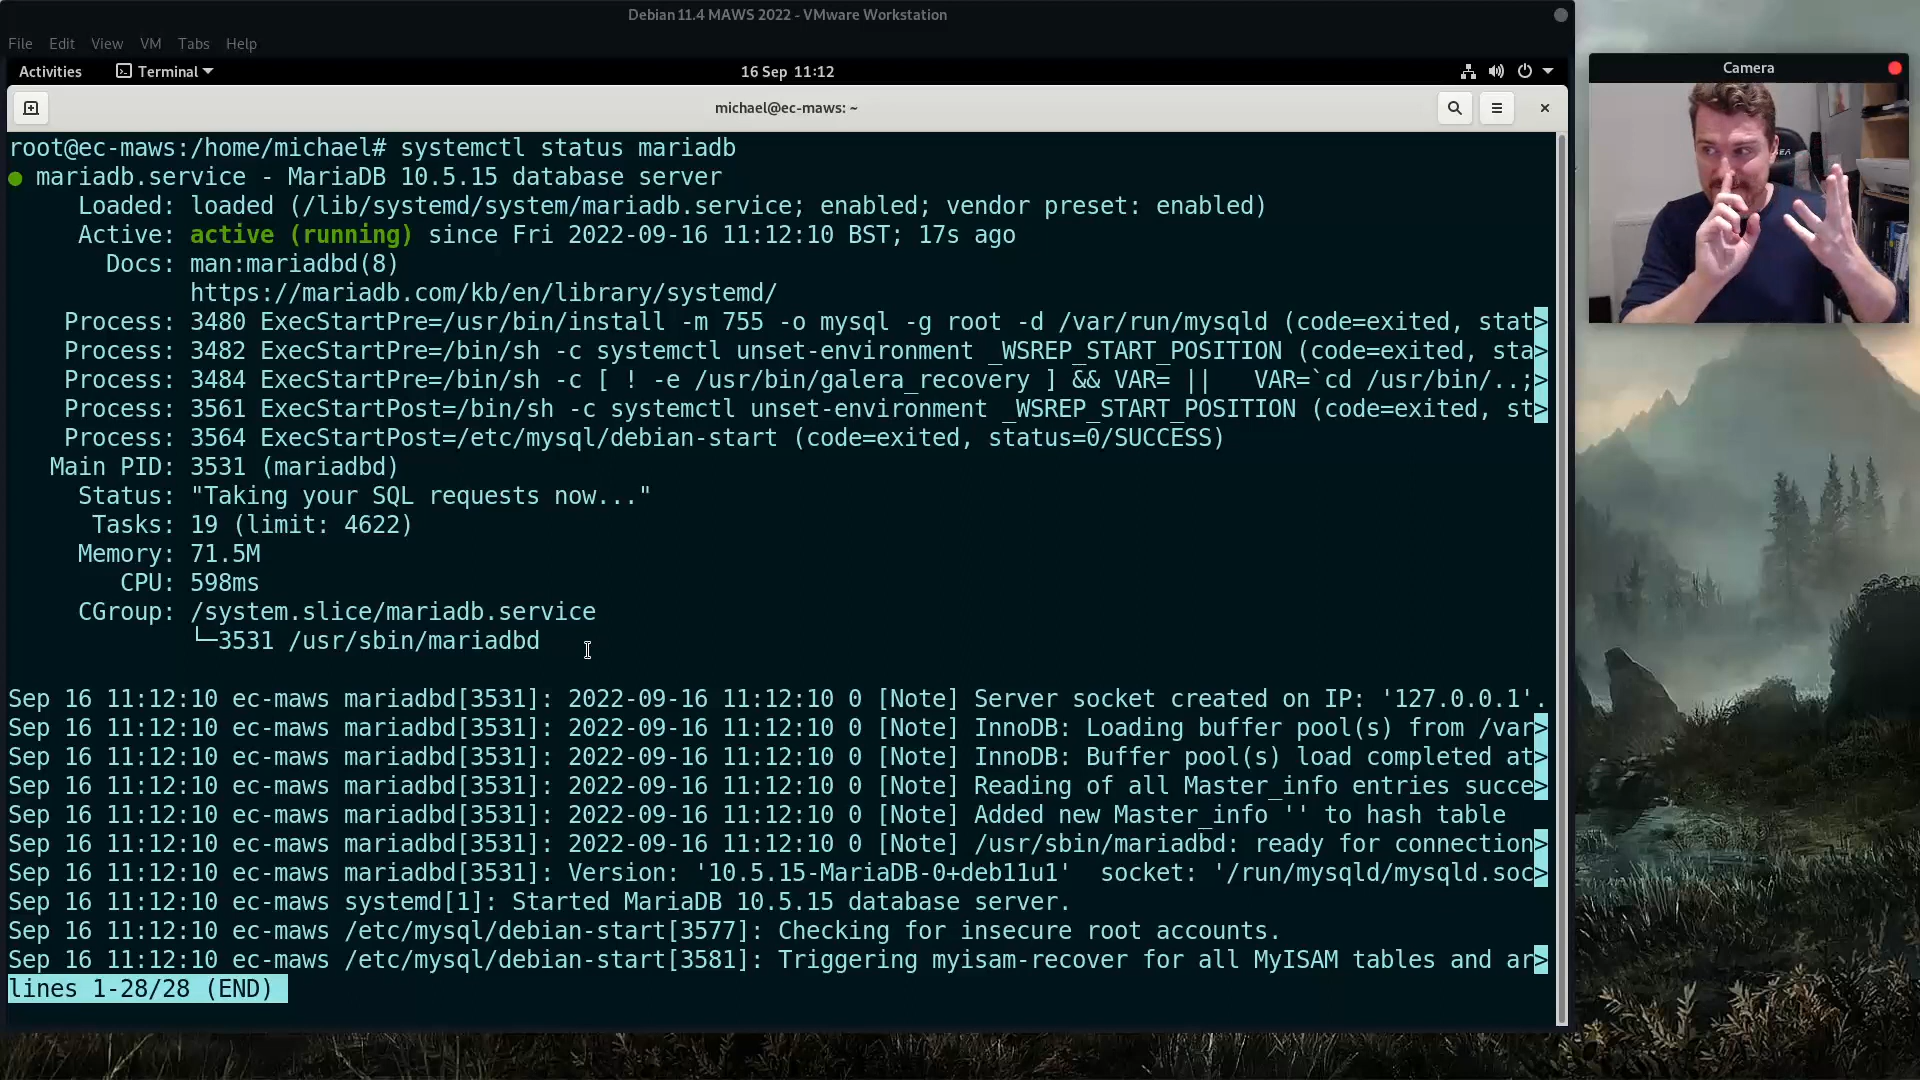 Debian 11.4 MAWS 2022 - VMware Workstation
File Edit View VM Tabs Help
Activities Terminal 16 Sep 11:12
michael@ec-maws: ~
Camera
root@ec-maws:/home/michael# systemctl status mariadb
● mariadb.service - MariaDB 10.5.15 database server
Loaded: loaded (/lib/systemd/system/mariadb.service; enabled; vendor preset: enabled)
Active: active (running) since Fri 2022-09-16 11:12:10 BST; 17s ago
Docs: man:mariadbd(8)
https://mariadb.com/kb/en/library/systemd/
Process: 3480 ExecStartPre=/usr/bin/install -m 755 -o mysql -g root -d /var/run/mysqld (code=exited, stat>
Process: 3482 ExecStartPre=/bin/sh -c systemctl unset-environment _WSREP_START_POSITION (code=exited, sta>
Process: 3484 ExecStartPre=/bin/sh -c [ ! -e /usr/bin/galera_recovery ] && VAR= ||   VAR=`cd /usr/bin/..;>
Process: 3561 ExecStartPost=/bin/sh -c systemctl unset-environment _WSREP_START_POSITION (code=exited, st>
Process: 3564 ExecStartPost=/etc/mysql/debian-start (code=exited, status=0/SUCCESS)
Main PID: 3531 (mariadbd)
Status: "Taking your SQL requests now..."
Tasks: 19 (limit: 4622)
Memory: 71.5M
CPU: 598ms
CGroup: /system.slice/mariadb.service
└─3531 /usr/sbin/mariadbd
Sep 16 11:12:10 ec-maws mariadbd[3531]: 2022-09-16 11:12:10 0 [Note] Server socket created on IP: '127.0.0.1'.
Sep 16 11:12:10 ec-maws mariadbd[3531]: 2022-09-16 11:12:10 0 [Note] InnoDB: Loading buffer pool(s) from /var>
Sep 16 11:12:10 ec-maws mariadbd[3531]: 2022-09-16 11:12:10 0 [Note] InnoDB: Buffer pool(s) load completed at>
Sep 16 11:12:10 ec-maws mariadbd[3531]: 2022-09-16 11:12:10 0 [Note] Reading of all Master_info entries succe>
Sep 16 11:12:10 ec-maws mariadbd[3531]: 2022-09-16 11:12:10 0 [Note] Added new Master_info '' to hash table
Sep 16 11:12:10 ec-maws mariadbd[3531]: 2022-09-16 11:12:10 0 [Note] /usr/sbin/mariadbd: ready for connection>
Sep 16 11:12:10 ec-maws mariadbd[3531]: Version: '10.5.15-MariaDB-0+deb11u1'  socket: '/run/mysqld/mysqld.soc>
Sep 16 11:12:10 ec-maws systemd[1]: Started MariaDB 10.5.15 database server.
Sep 16 11:12:10 ec-maws /etc/mysql/debian-start[3577]: Checking for insecure root accounts.
Sep 16 11:12:10 ec-maws /etc/mysql/debian-start[3581]: Triggering myisam-recover for all MyISAM tables and ar>
lines 1-28/28 (END)